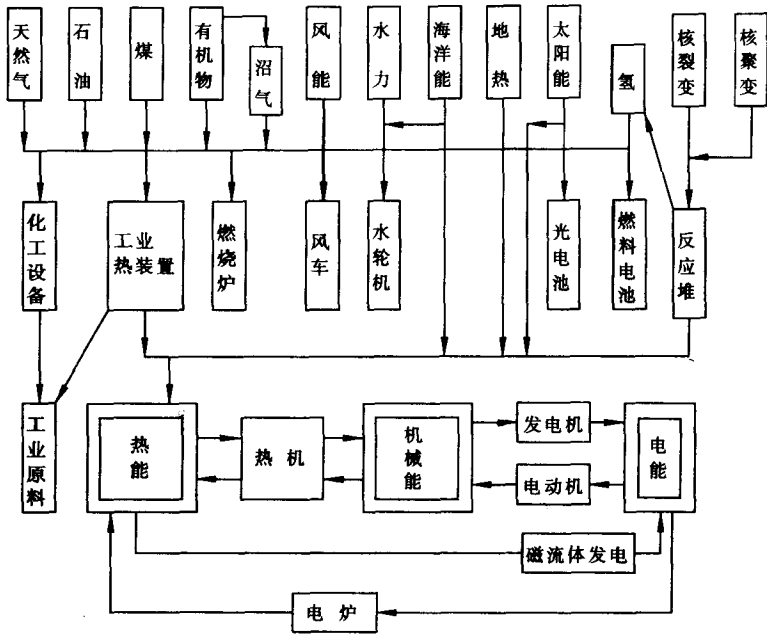 天然气
石油
煤
有机物
沼气
风能
水力
海洋能
地热
太阳能
氢
核裂变
核聚变
化工设备
工业
热装置
燃烧炉
风车
水轮机
光电池
燃料电池
反应堆
工业原料
热能
热机
机械能
发电机
电动机
电能
磁流体发电
电炉